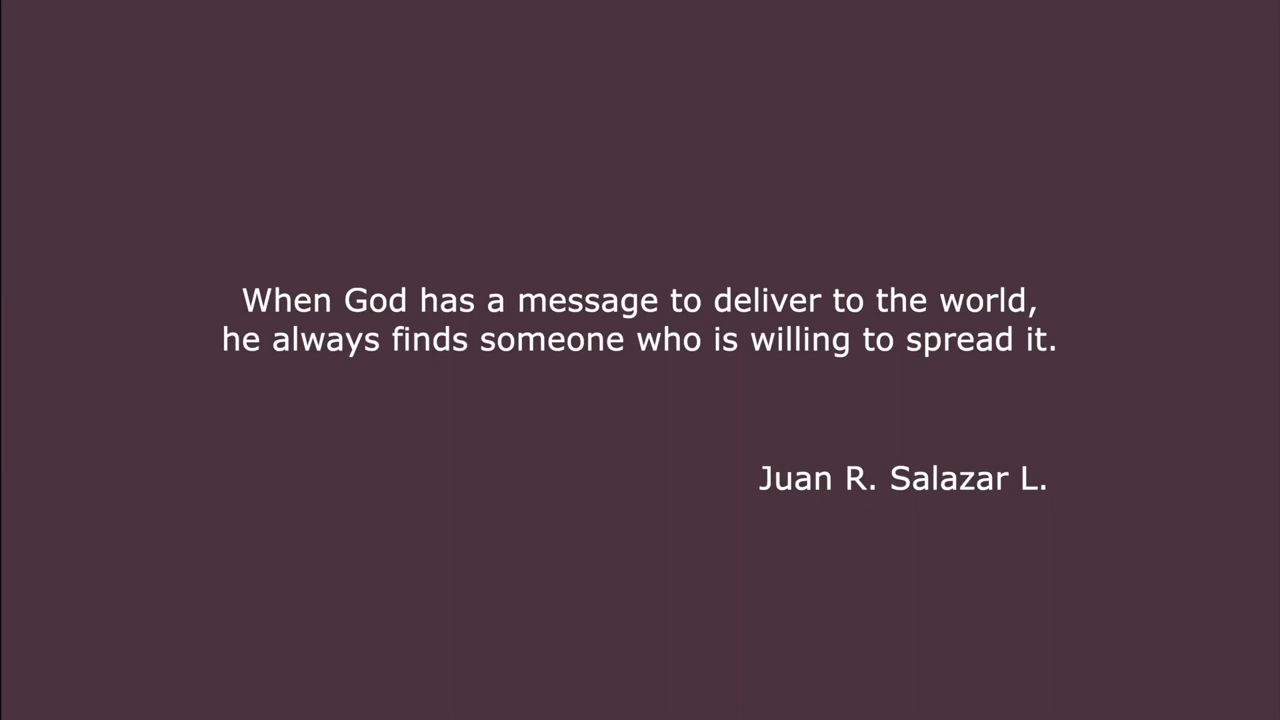 When God has a message to deliver to the world,
he always finds someone who is willing to spread it.
Juan R. Salazar L.